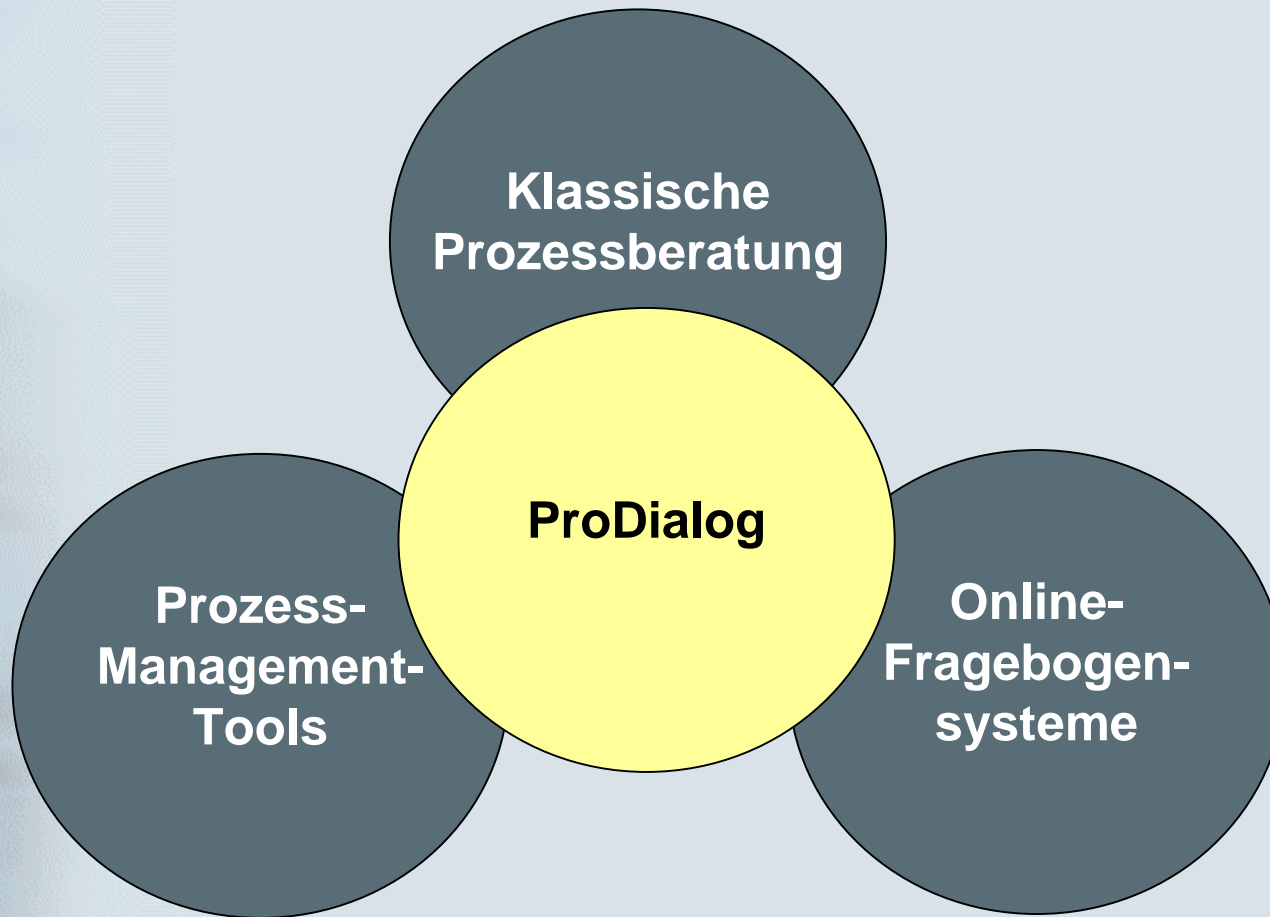 Klassische
Prozessberatung
ProDialog
Prozess-
Management-
Tools
Online-
Fragebogen-
systeme